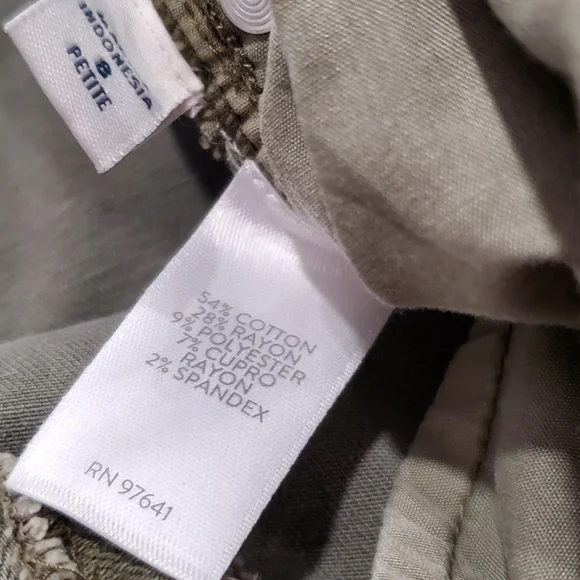 INDONESIA
8
PETITE
54% COTTON
28% RAYON
9% POLYESTER
7% CUPRO
RAYON
2% SPANDEX
RN 97641